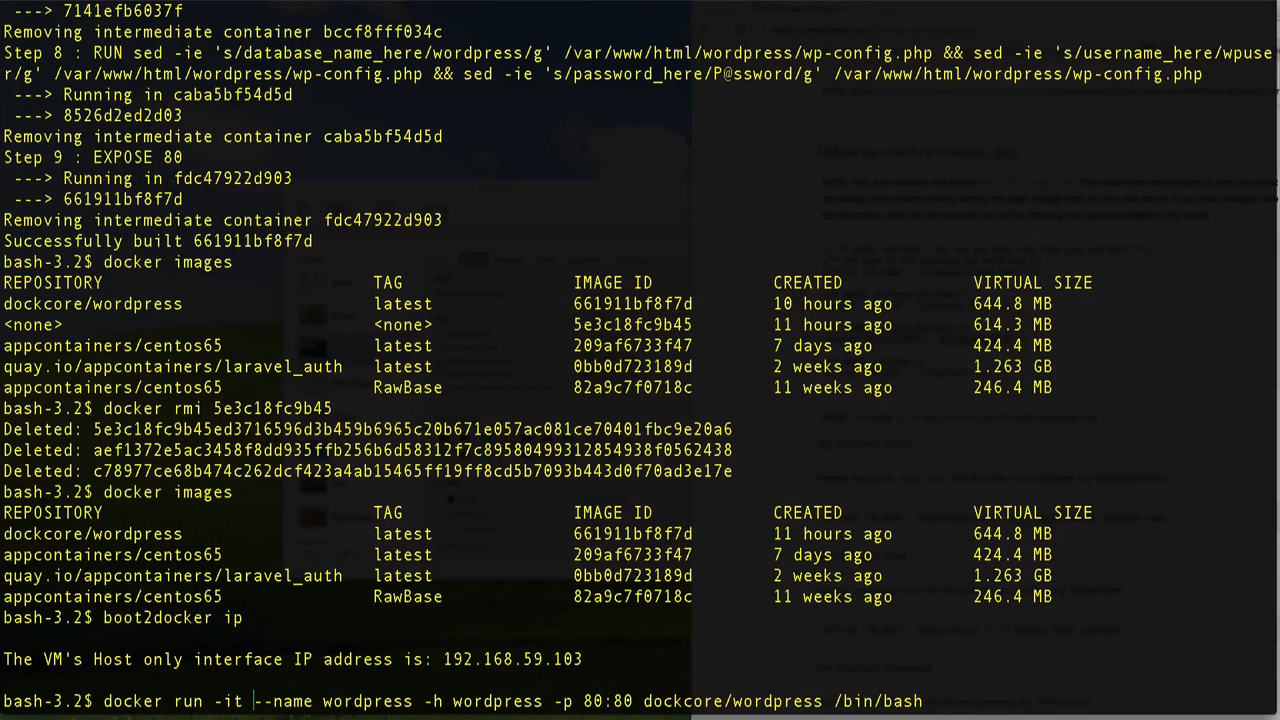 ---> 7141efb6037f
Removing intermediate container bccf8fff034c
Step 8 : RUN sed -ie 's/database_name_here/wordpress/g' /var/www/html/wordpress/wp-config.php && sed -ie 's/username_here/wpuse
r/g' /var/www/html/wordpress/wp-config.php && sed -ie 's/password_here/P@ssword/g' /var/www/html/wordpress/wp-config.php
---> Running in caba5bf54d5d
---> 8526d2ed2d03
Removing intermediate container caba5bf54d5d
Step 9 : EXPOSE 80
---> Running in fdc47922d903
---> 661911bf8f7d
Removing intermediate container fdc47922d903
Successfully built 661911bf8f7d
bash-3.2$ docker images
REPOSITORY TAG IMAGE ID CREATED VIRTUAL SIZE
dockcore/wordpress latest 661911bf8f7d 10 hours ago 644.8 MB
<none> <none> 5e3c18fc9b45 11 hours ago 614.3 MB
appcontainers/centos65 latest 209af6733f47 7 days ago 424.4 MB
quay.io/appcontainers/laravel_auth latest 0bb0d723189d 2 weeks ago 1.263 GB
appcontainers/centos65 RawBase 82a9c7f0718c 11 weeks ago 246.4 MB
bash-3.2$ docker rmi 5e3c18fc9b45
Deleted: 5e3c18fc9b45ed3716596d3b459b6965c20b671e057ac081ce70401fbc9e20a6
Deleted: aef1372e5ac3458f8dd935ffb256b6d58312f7c89580499312854938f0562438
Deleted: c78977ce68b474c262dcf423a4ab15465ff19ff8cd5b7093b443d0f70ad3e17e
bash-3.2$ docker images
REPOSITORY TAG IMAGE ID CREATED VIRTUAL SIZE
dockcore/wordpress latest 661911bf8f7d 11 hours ago 644.8 MB
appcontainers/centos65 latest 209af6733f47 7 days ago 424.4 MB
quay.io/appcontainers/laravel_auth latest 0bb0d723189d 2 weeks ago 1.263 GB
appcontainers/centos65 RawBase 82a9c7f0718c 11 weeks ago 246.4 MB
bash-3.2$ boot2docker ip
The VM's Host only interface IP address is: 192.168.59.103
bash-3.2$ docker run -it --name wordpress -h wordpress -p 80:80 dockcore/wordpress /bin/bash